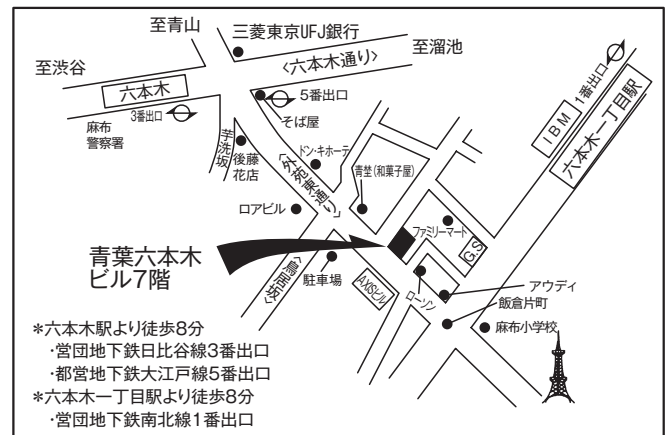 至青山
三菱東京UFJ銀行
至渋谷
〈六本木通り〉
至溜池
六本木
5番出口
3番出口
そば屋
麻布
警察署
芋洗坂
後藤
花店
ドン・キホーテ
〈外苑東通り〉
青埜(和菓子屋)
IBM
1番出口
六本木一丁目駅
ロアビル
ファミリーマート
G.S
青葉六本木
ビル7階
〈鳥居坂〉
駐車場
AXISビル
ローソン
アウディ
飯倉片町
麻布小学校
*六本木駅より徒歩8分
・営団地下鉄日比谷線3番出口
・都営地下鉄大江戸線5番出口
*六本木一丁目駅より徒歩8分
・営団地下鉄南北線1番出口